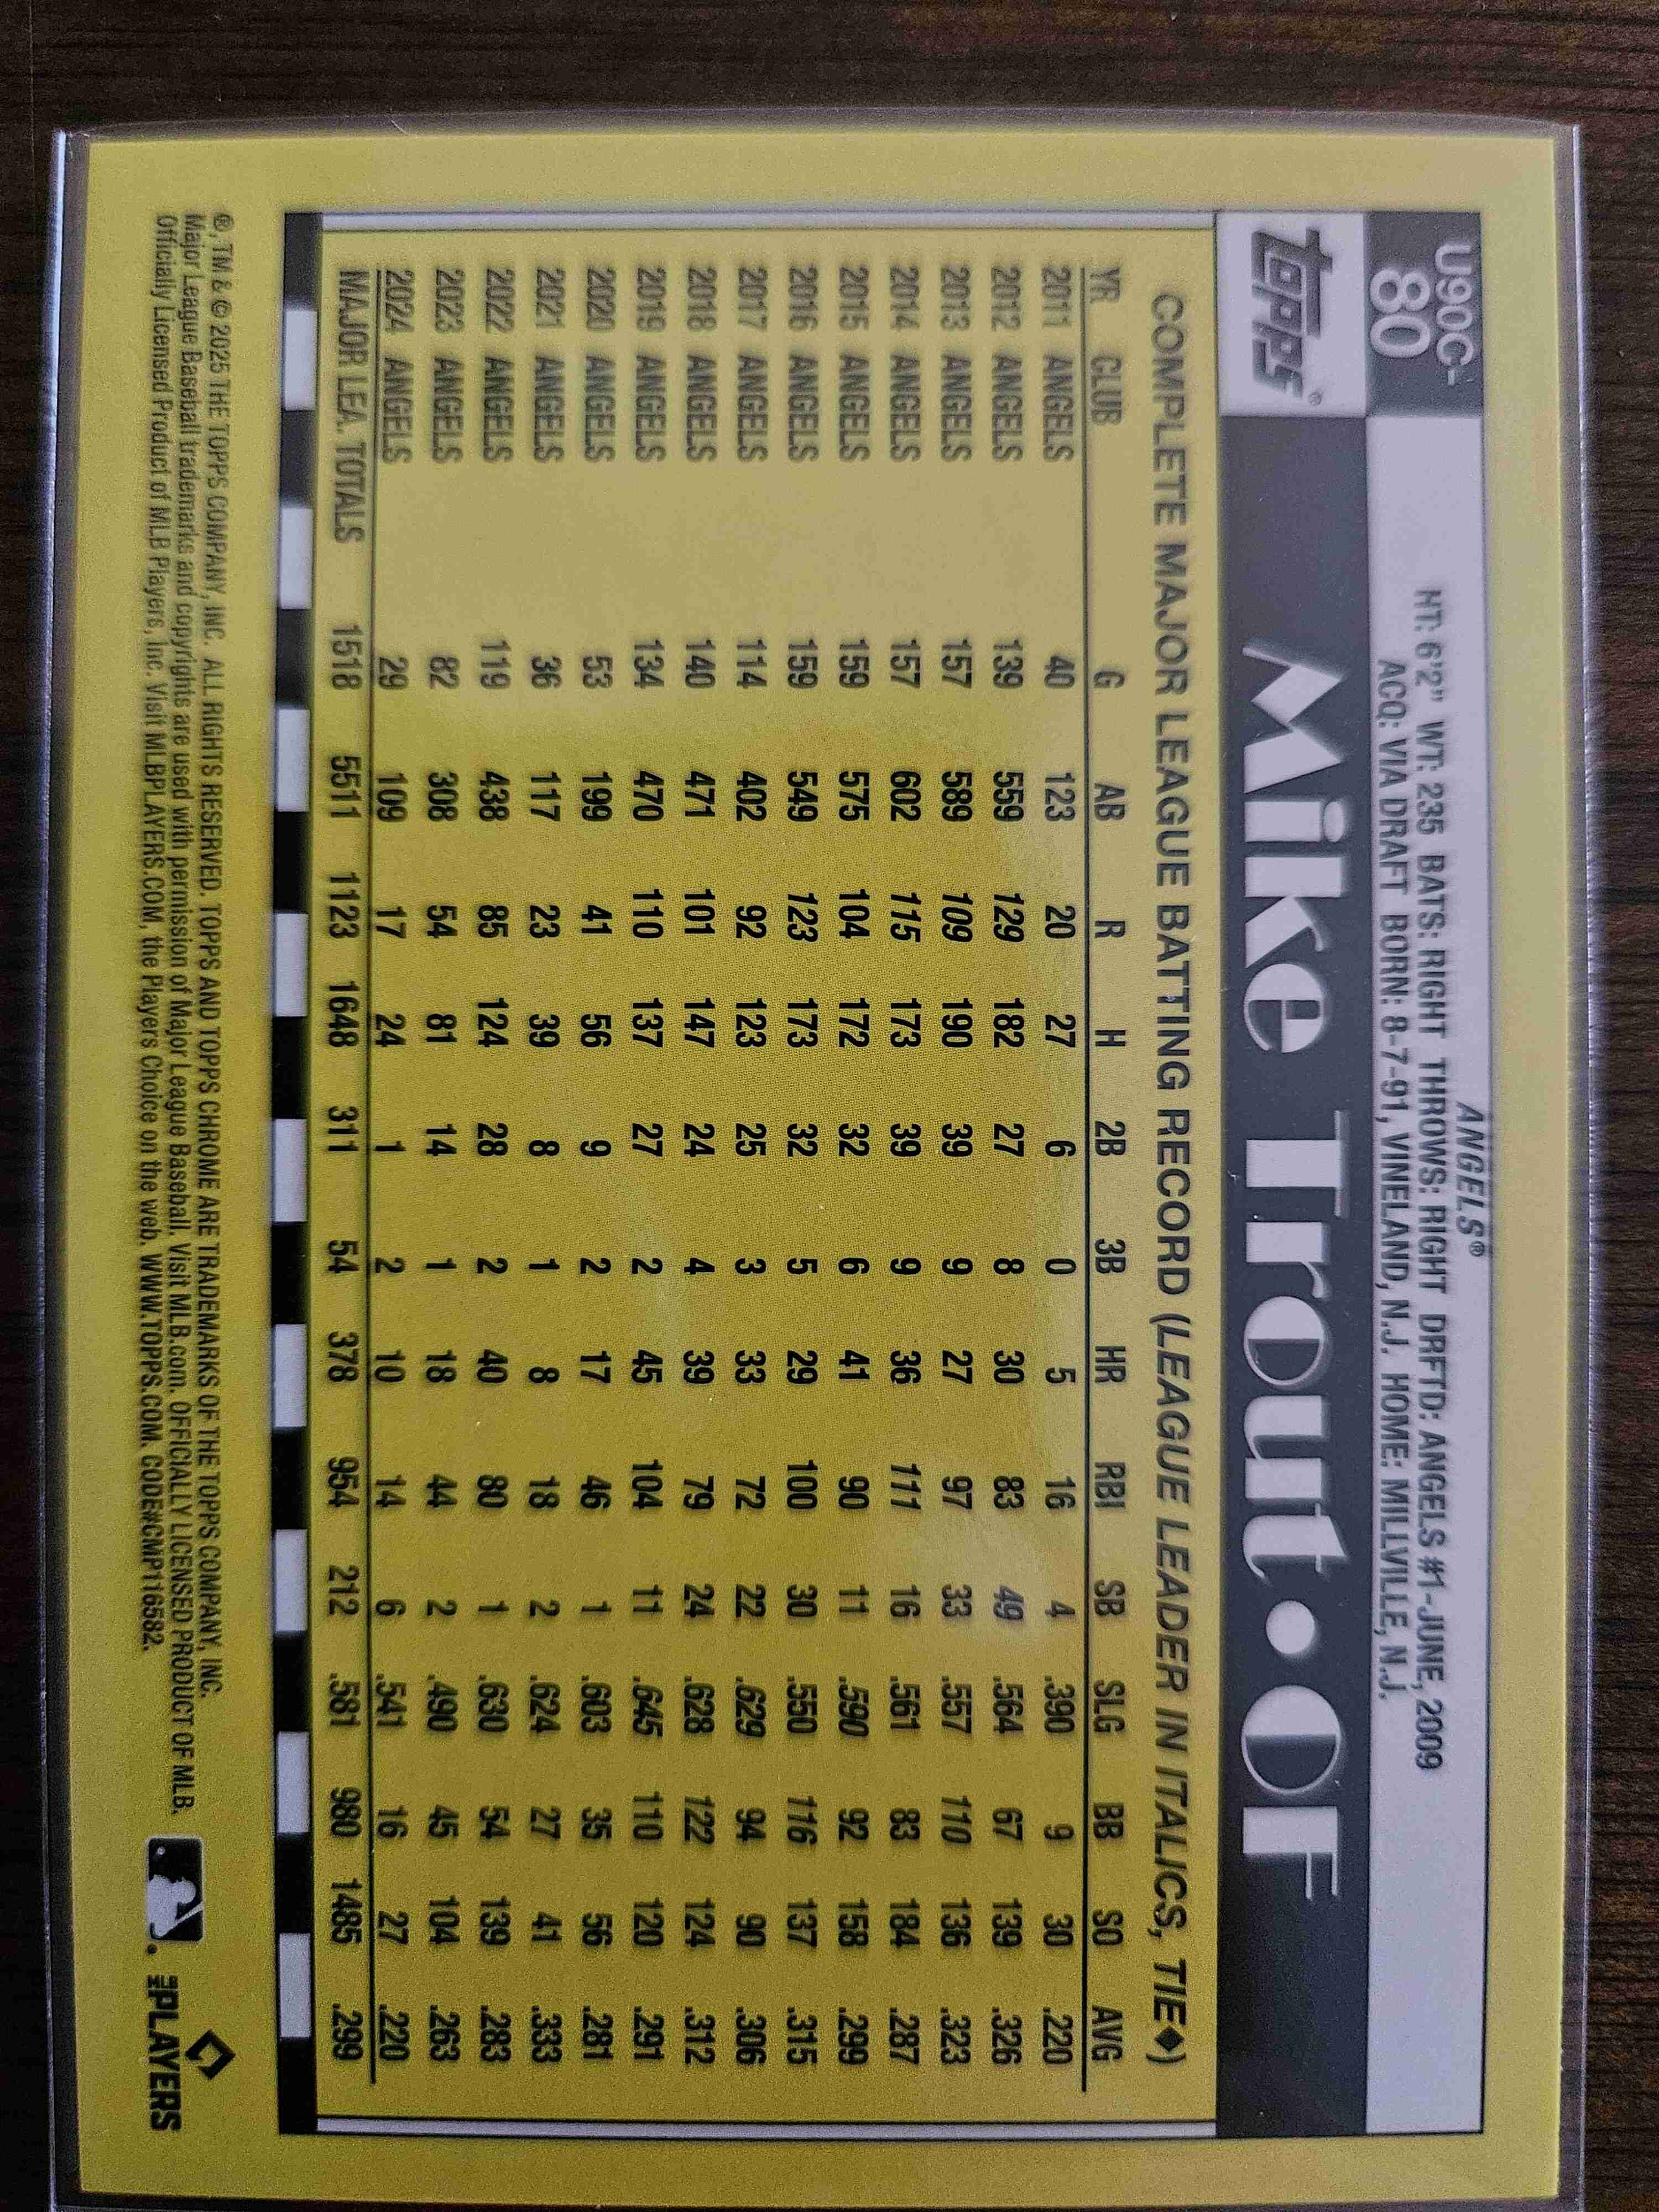 U90C-
80
ANGELS®
HT: 6'2" WT: 235 BATS: RIGHT THROWS: RIGHT DRFTD: ANGELS #1-JUNE, 2009
ACQ: VIA DRAFT BORN: 8-7-91, VINELAND, N.J. HOME: MILLVILLE, N.J.
topps®
Mike Trout • OF
COMPLETE MAJOR LEAGUE BATTING RECORD (LEAGUE LEADER IN ITALICS, TIE♦)
YR CLUB G AB R H 2B 3B HR RBI SB SLG BB SO AVG
2011 ANGELS 40 123 20 27 6 0 5 16 4 .390 9 30 .220
2012 ANGELS 139 559 129 182 27 8 30 83 49 .564 67 139 .326
2013 ANGELS 157 589 109 190 39 9 27 97 33 .557 110 136 .323
2014 ANGELS 157 602 115 173 39 9 36 111 16 .561 83 184 .287
2015 ANGELS 159 575 104 172 32 6 41 90 11 .590 92 158 .299
2016 ANGELS 159 549 123 173 32 5 29 100 30 .550 116 137 .315
2017 ANGELS 114 402 92 123 25 3 33 72 22 .629 94 90 .306
2018 ANGELS 140 471 101 147 24 4 39 79 24 .628 122 124 .312
2019 ANGELS 134 470 110 137 27 2 45 104 11 .645 110 120 .291
2020 ANGELS 53 199 41 56 9 2 17 46 1 .603 35 56 .281
2021 ANGELS 36 117 23 39 8 1 8 18 2 .624 27 41 .333
2022 ANGELS 119 438 85 124 28 2 40 80 1 .630 54 139 .283
2023 ANGELS 82 308 54 81 14 1 18 44 2 .490 45 104 .263
2024 ANGELS 29 109 17 24 1 2 10 14 6 .541 16 27 .220
MAJOR LEA. TOTALS 1518 5511 1123 1648 311 54 378 954 212 .581 980 1485 .299
®, TM & © 2025 THE TOPPS COMPANY, INC. ALL RIGHTS RESERVED. TOPPS AND TOPPS CHROME ARE TRADEMARKS OF THE TOPPS COMPANY, INC.
Major League Baseball trademarks and copyrights are used with permission of Major League Baseball. Visit MLB.com. OFFICIALLY LICENSED PRODUCT OF MLB.
Officially Licensed Product of MLB Players, Inc. Visit MLBPLAYERS.COM, the Players Choice on the web. WWW.TOPPS.COM. CODE#CMP116582.
MLB PLAYERS